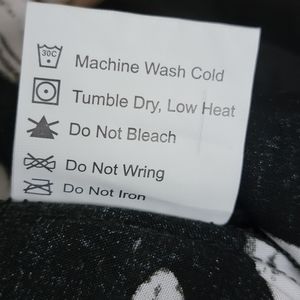 30C
Machine Wash Cold
Tumble Dry, Low Heat
Do Not Bleach
Do Not Wring
Do Not Iron